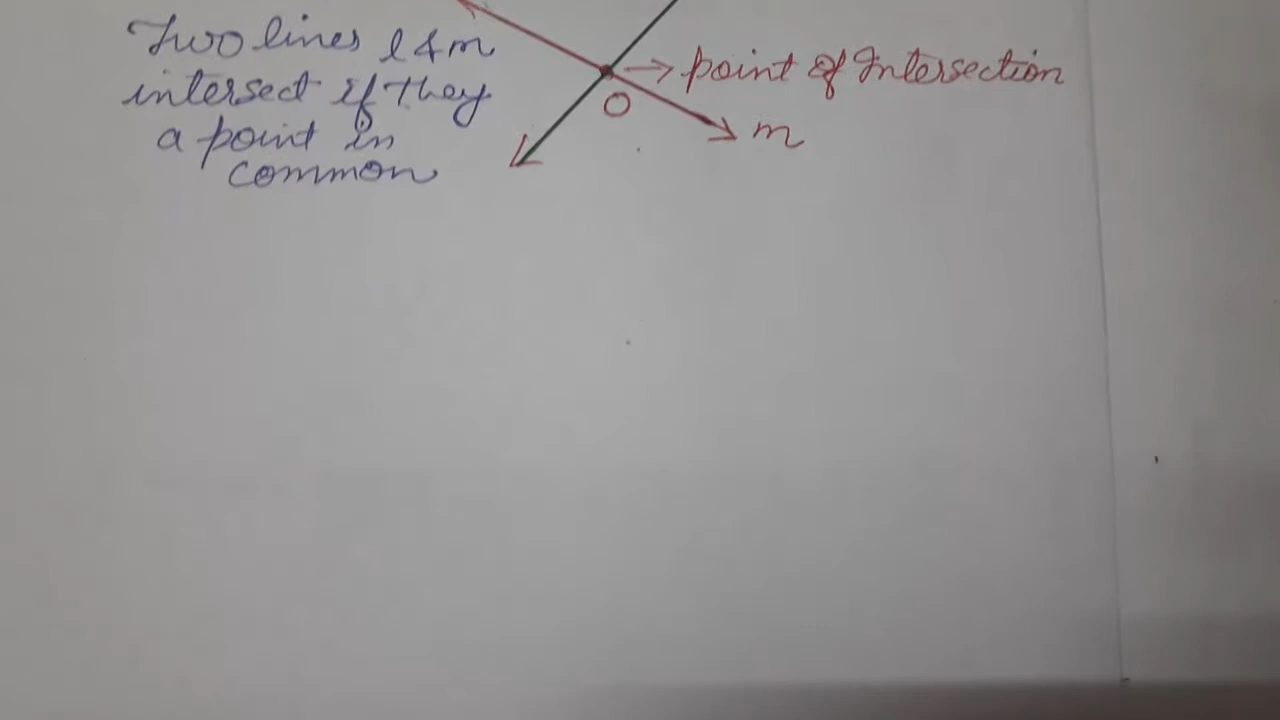 Two lines l & m
intersect if they
a point in
common
→ point of Intersection
O
m